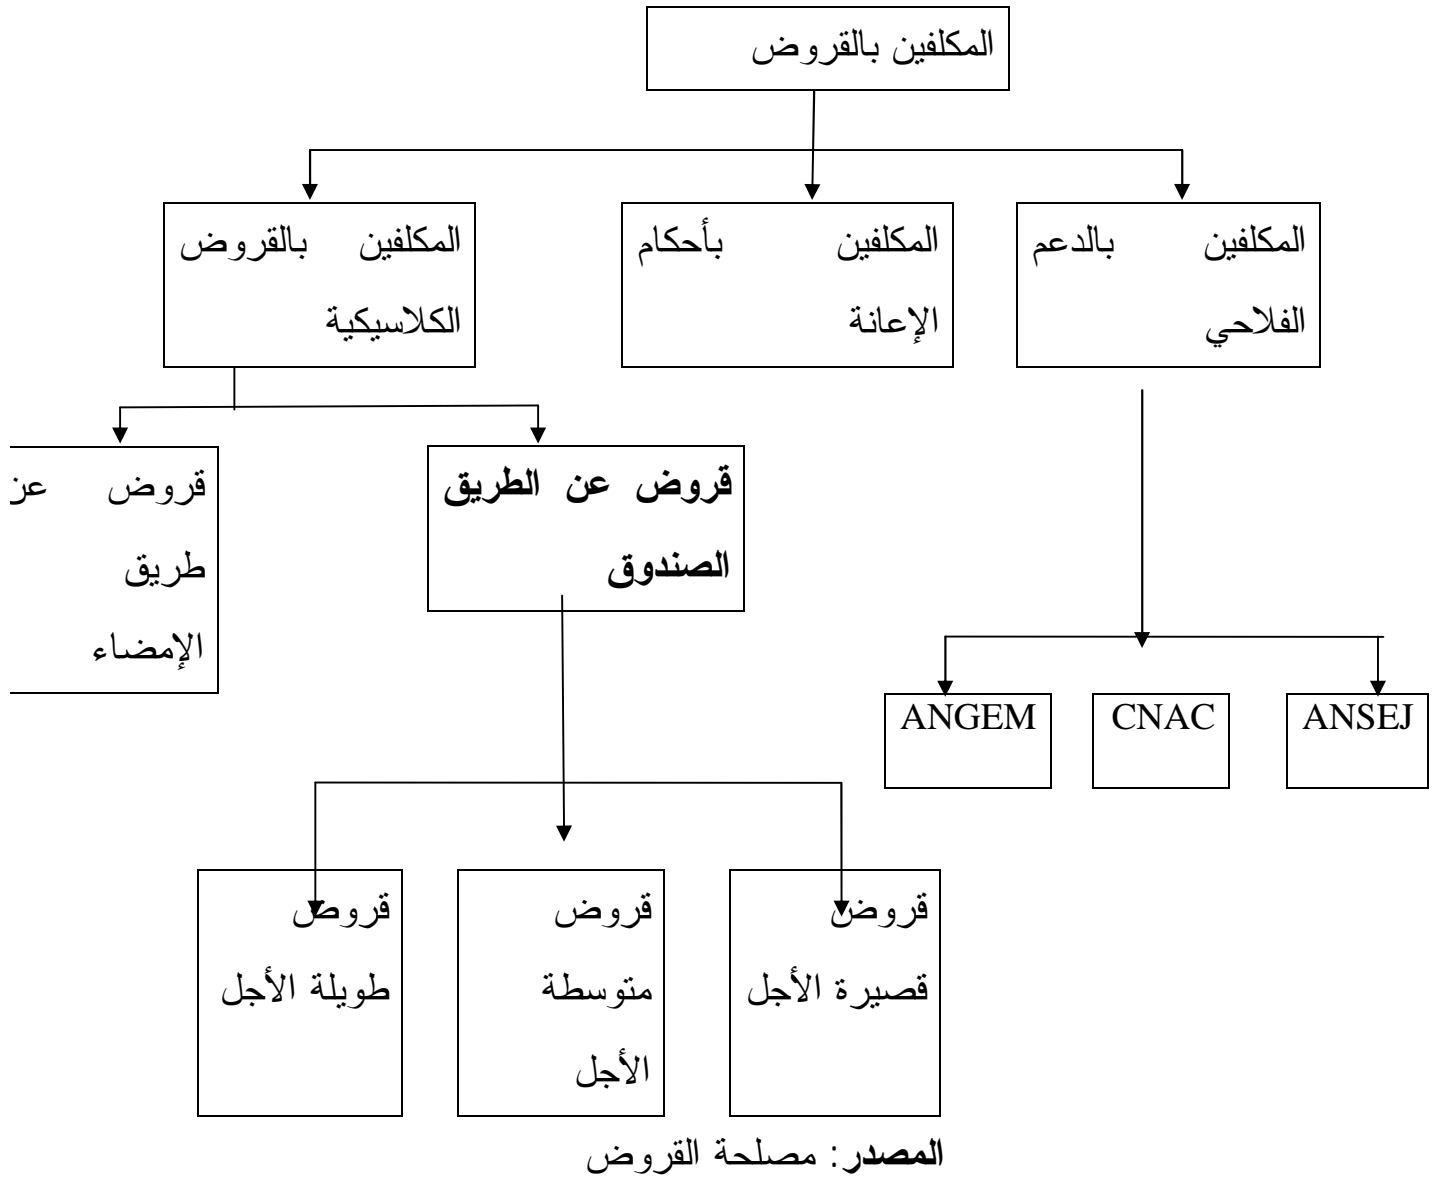 المكلفين بالقروض
المكلفين بالدعم
الفلاحي
المكلفين بأحكام
الإعانة
المكلفين بالقروض
الكلاسيكية
قروض عن الطريق
الصندوق
قروض عن
طريق
الإمضاء
ANSEJ
CNAC
ANGEM
قروض
قصيرة الأجل
قروض
متوسطة
الأجل
قروض
طويلة الأجل
المصدر: مصلحة القروض